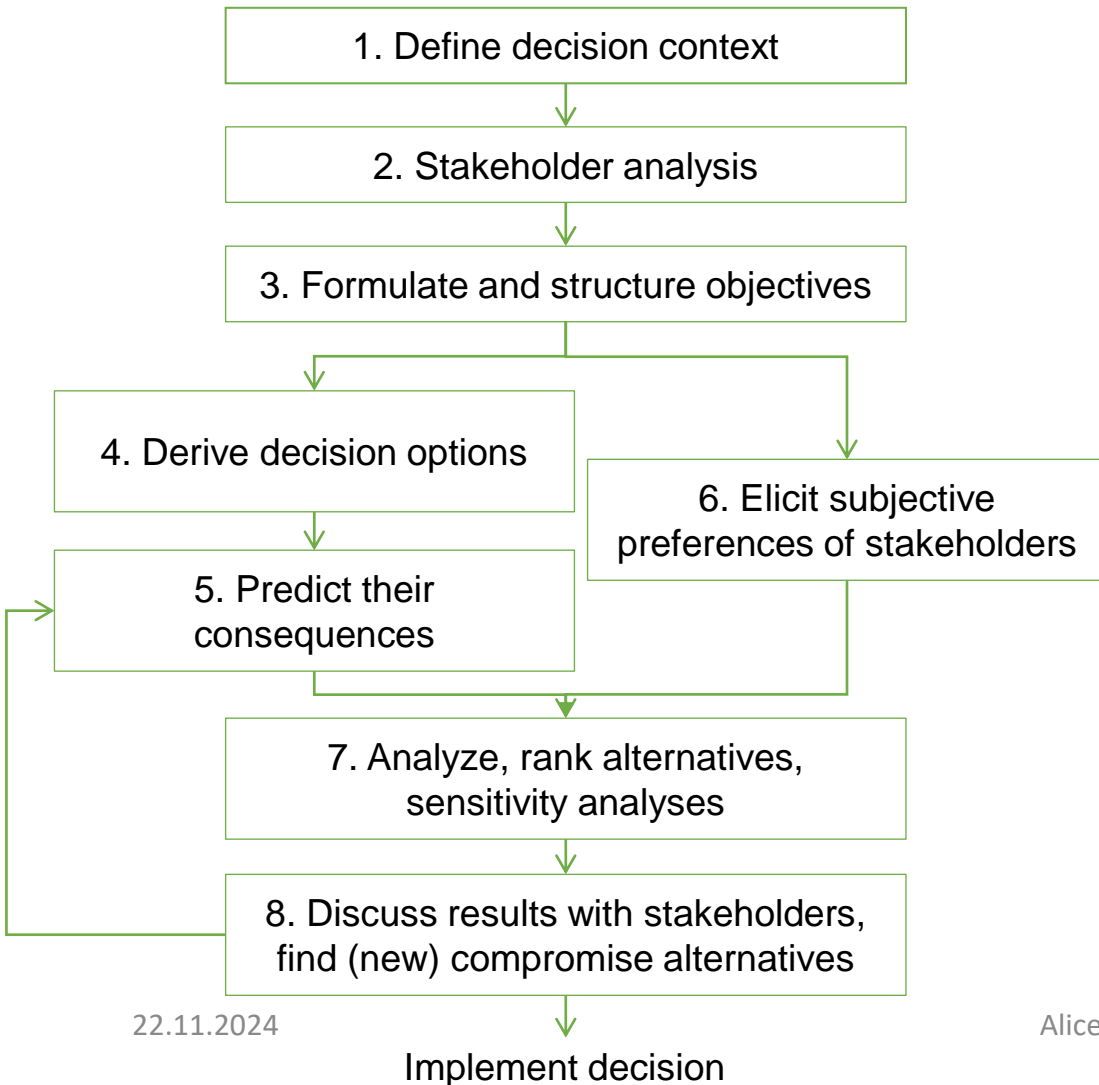 1. Define decision context
2. Stakeholder analysis
3. Formulate and structure objectives
4. Derive decision options
6. Elicit subjective
preferences of stakeholders
5. Predict their
consequences
7. Analyze, rank alternatives,
sensitivity analyses
8. Discuss results with stakeholders,
find (new) compromise alternatives
22.11.2024
Alice
Implement decision